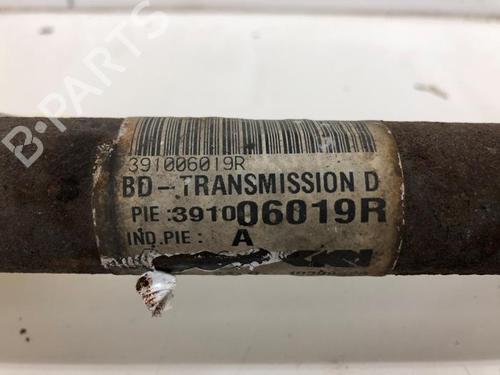 B-PARTS
391006019R
BD-TRANSMISSION D
PIE :391006019R
IND.PIE : A